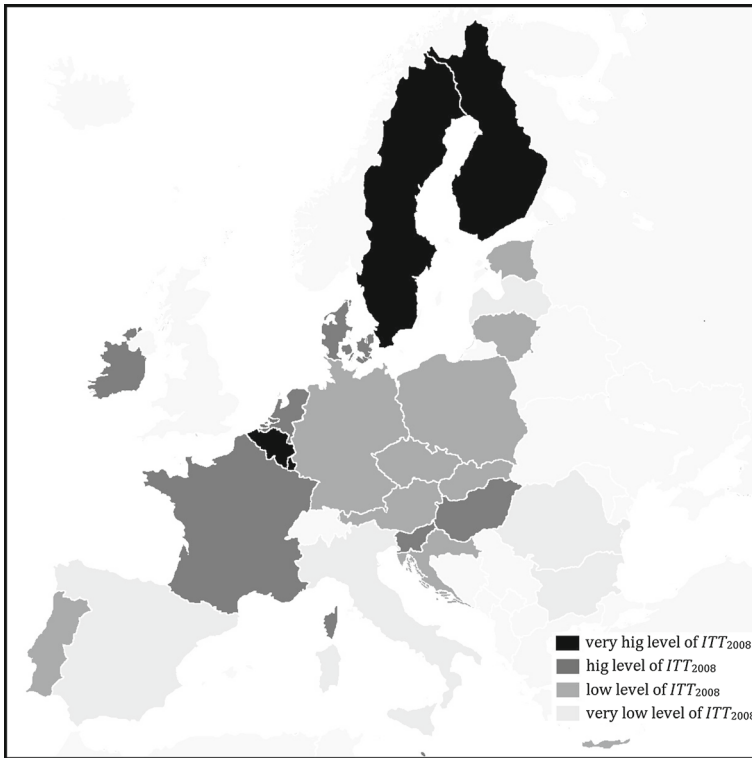 very hig level of ITT2008
hig level of ITT2008
low level of ITT2008
very low level of ITT2008